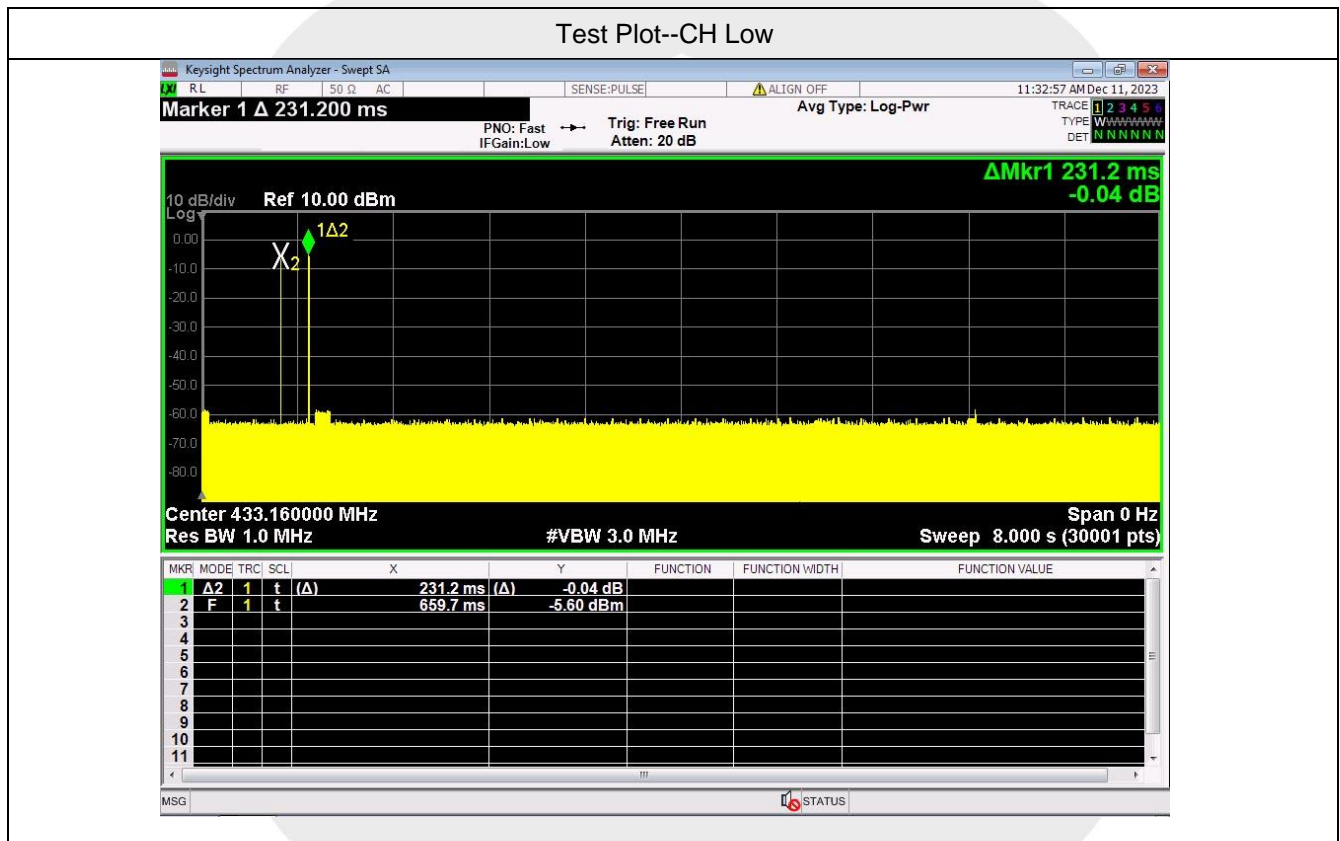 Test Plot--CH Low
Keysight Spectrum Analyzer - Swept SA
LXI RL RF 50 Ω AC SENSE:PULSE ALIGN OFF 11:32:57 AM Dec 11, 2023
Marker 1 Δ 231.200 ms
Avg Type: Log-Pwr
TRACE 1 2 3 4 5 6
PNO: Fast Trig: Free Run
TYPE WWWWWW
IFGain:Low Atten: 20 dB
DET N N N N N N
ΔMkr1 231.2 ms
-0.04 dB
10 dB/div Ref 10.00 dBm
Log
1Δ2
0.00
X2
-10.0
-20.0
-30.0
-40.0
-50.0
-60.0
-70.0
-80.0
Center 433.160000 MHz Span 0 Hz
Res BW 1.0 MHz #VBW 3.0 MHz Sweep 8.000 s (30001 pts)
MKR MODE TRC SCL X Y FUNCTION FUNCTION WIDTH FUNCTION VALUE
1 Δ2 1 t (Δ) 231.2 ms (Δ) -0.04 dB
2 F 1 t 659.7 ms -5.60 dBm
3
4
5
6
7
8
9
10
11
MSG STATUS